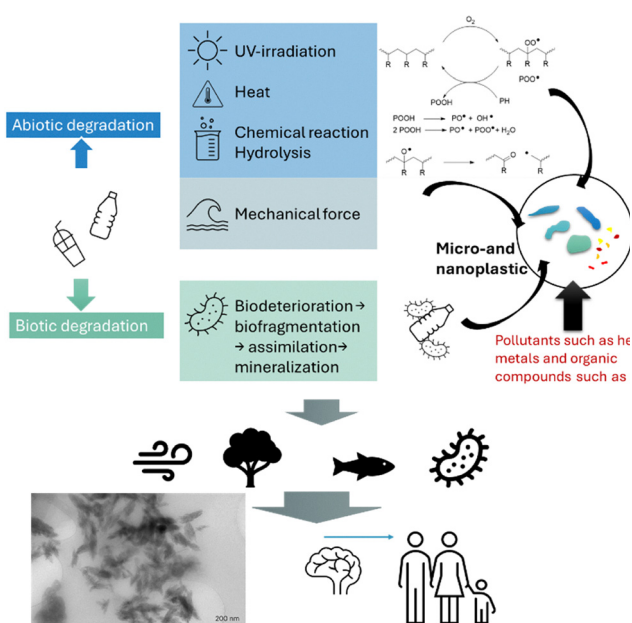 UV-irradiation
Heat
Chemical reaction
Hydrolysis
Mechanical force
Abiotic degradation
Biotic degradation
Biodeterioration →
biofragmentation
→ assimilation→
mineralization
O₂
R R R
OO•
R R R
POO•
POOH PH
POOH → PO• + OH•
2 POOH → PO• + POO• + H₂O
O•
R R
O •
R R
Micro-and
nanoplastic
Pollutants such as he
metals and organic
compounds such as
200 nm